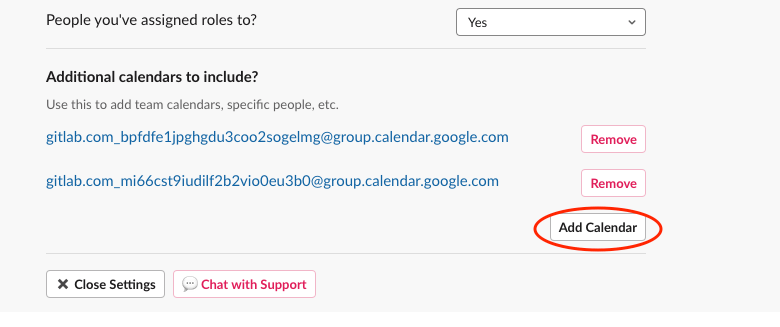 People you've assigned roles to?
Yes
Additional calendars to include?
Use this to add team calendars, specific people, etc.
gitlab.com_bpfdfe1jpghgdu3coo2sogelmg@group.calendar.google.com
Remove
gitlab.com_mi66cst9iudilf2b2vio0eu3b0@group.calendar.google.com
Remove
Add Calendar
Close Settings
Chat with Support